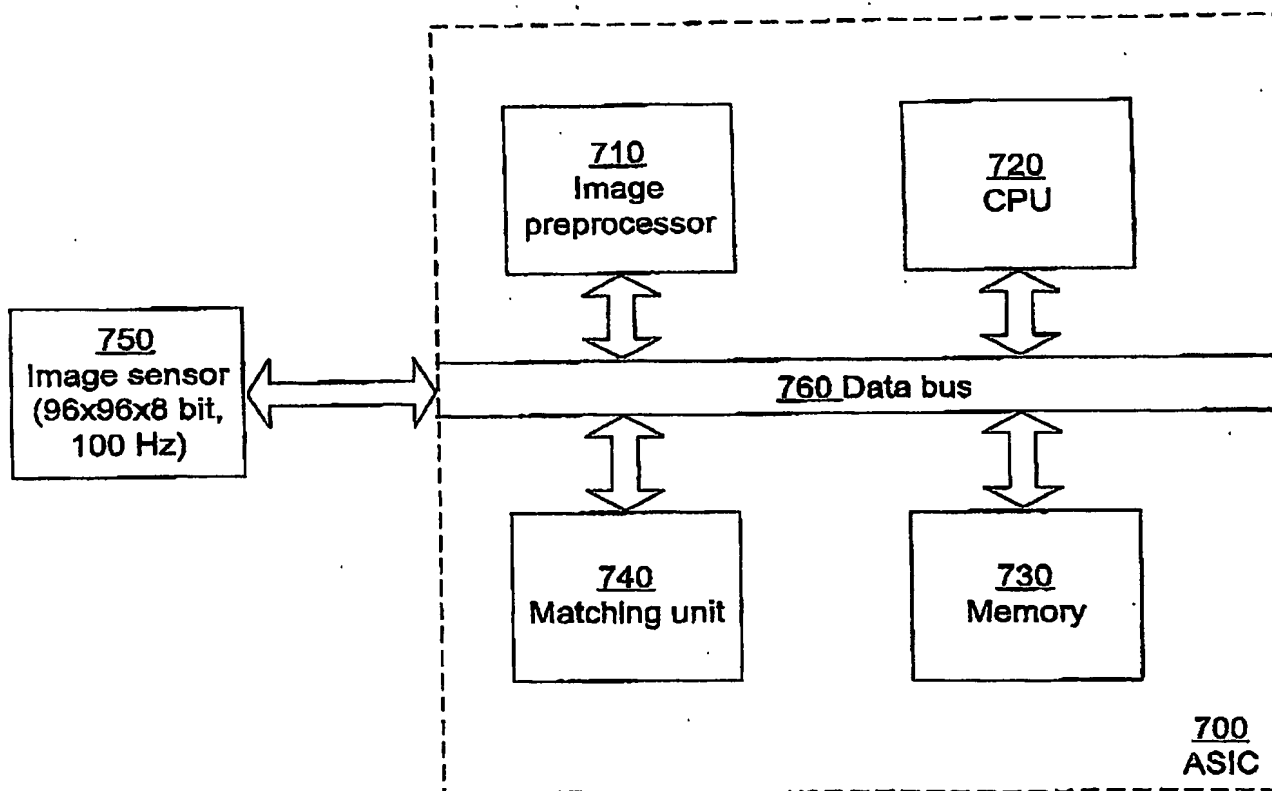 710
Image
preprocessor
720
CPU
750
Image sensor
(96x96x8 bit,
100 Hz)
760 Data bus
740
Matching unit
730
Memory
700
ASIC